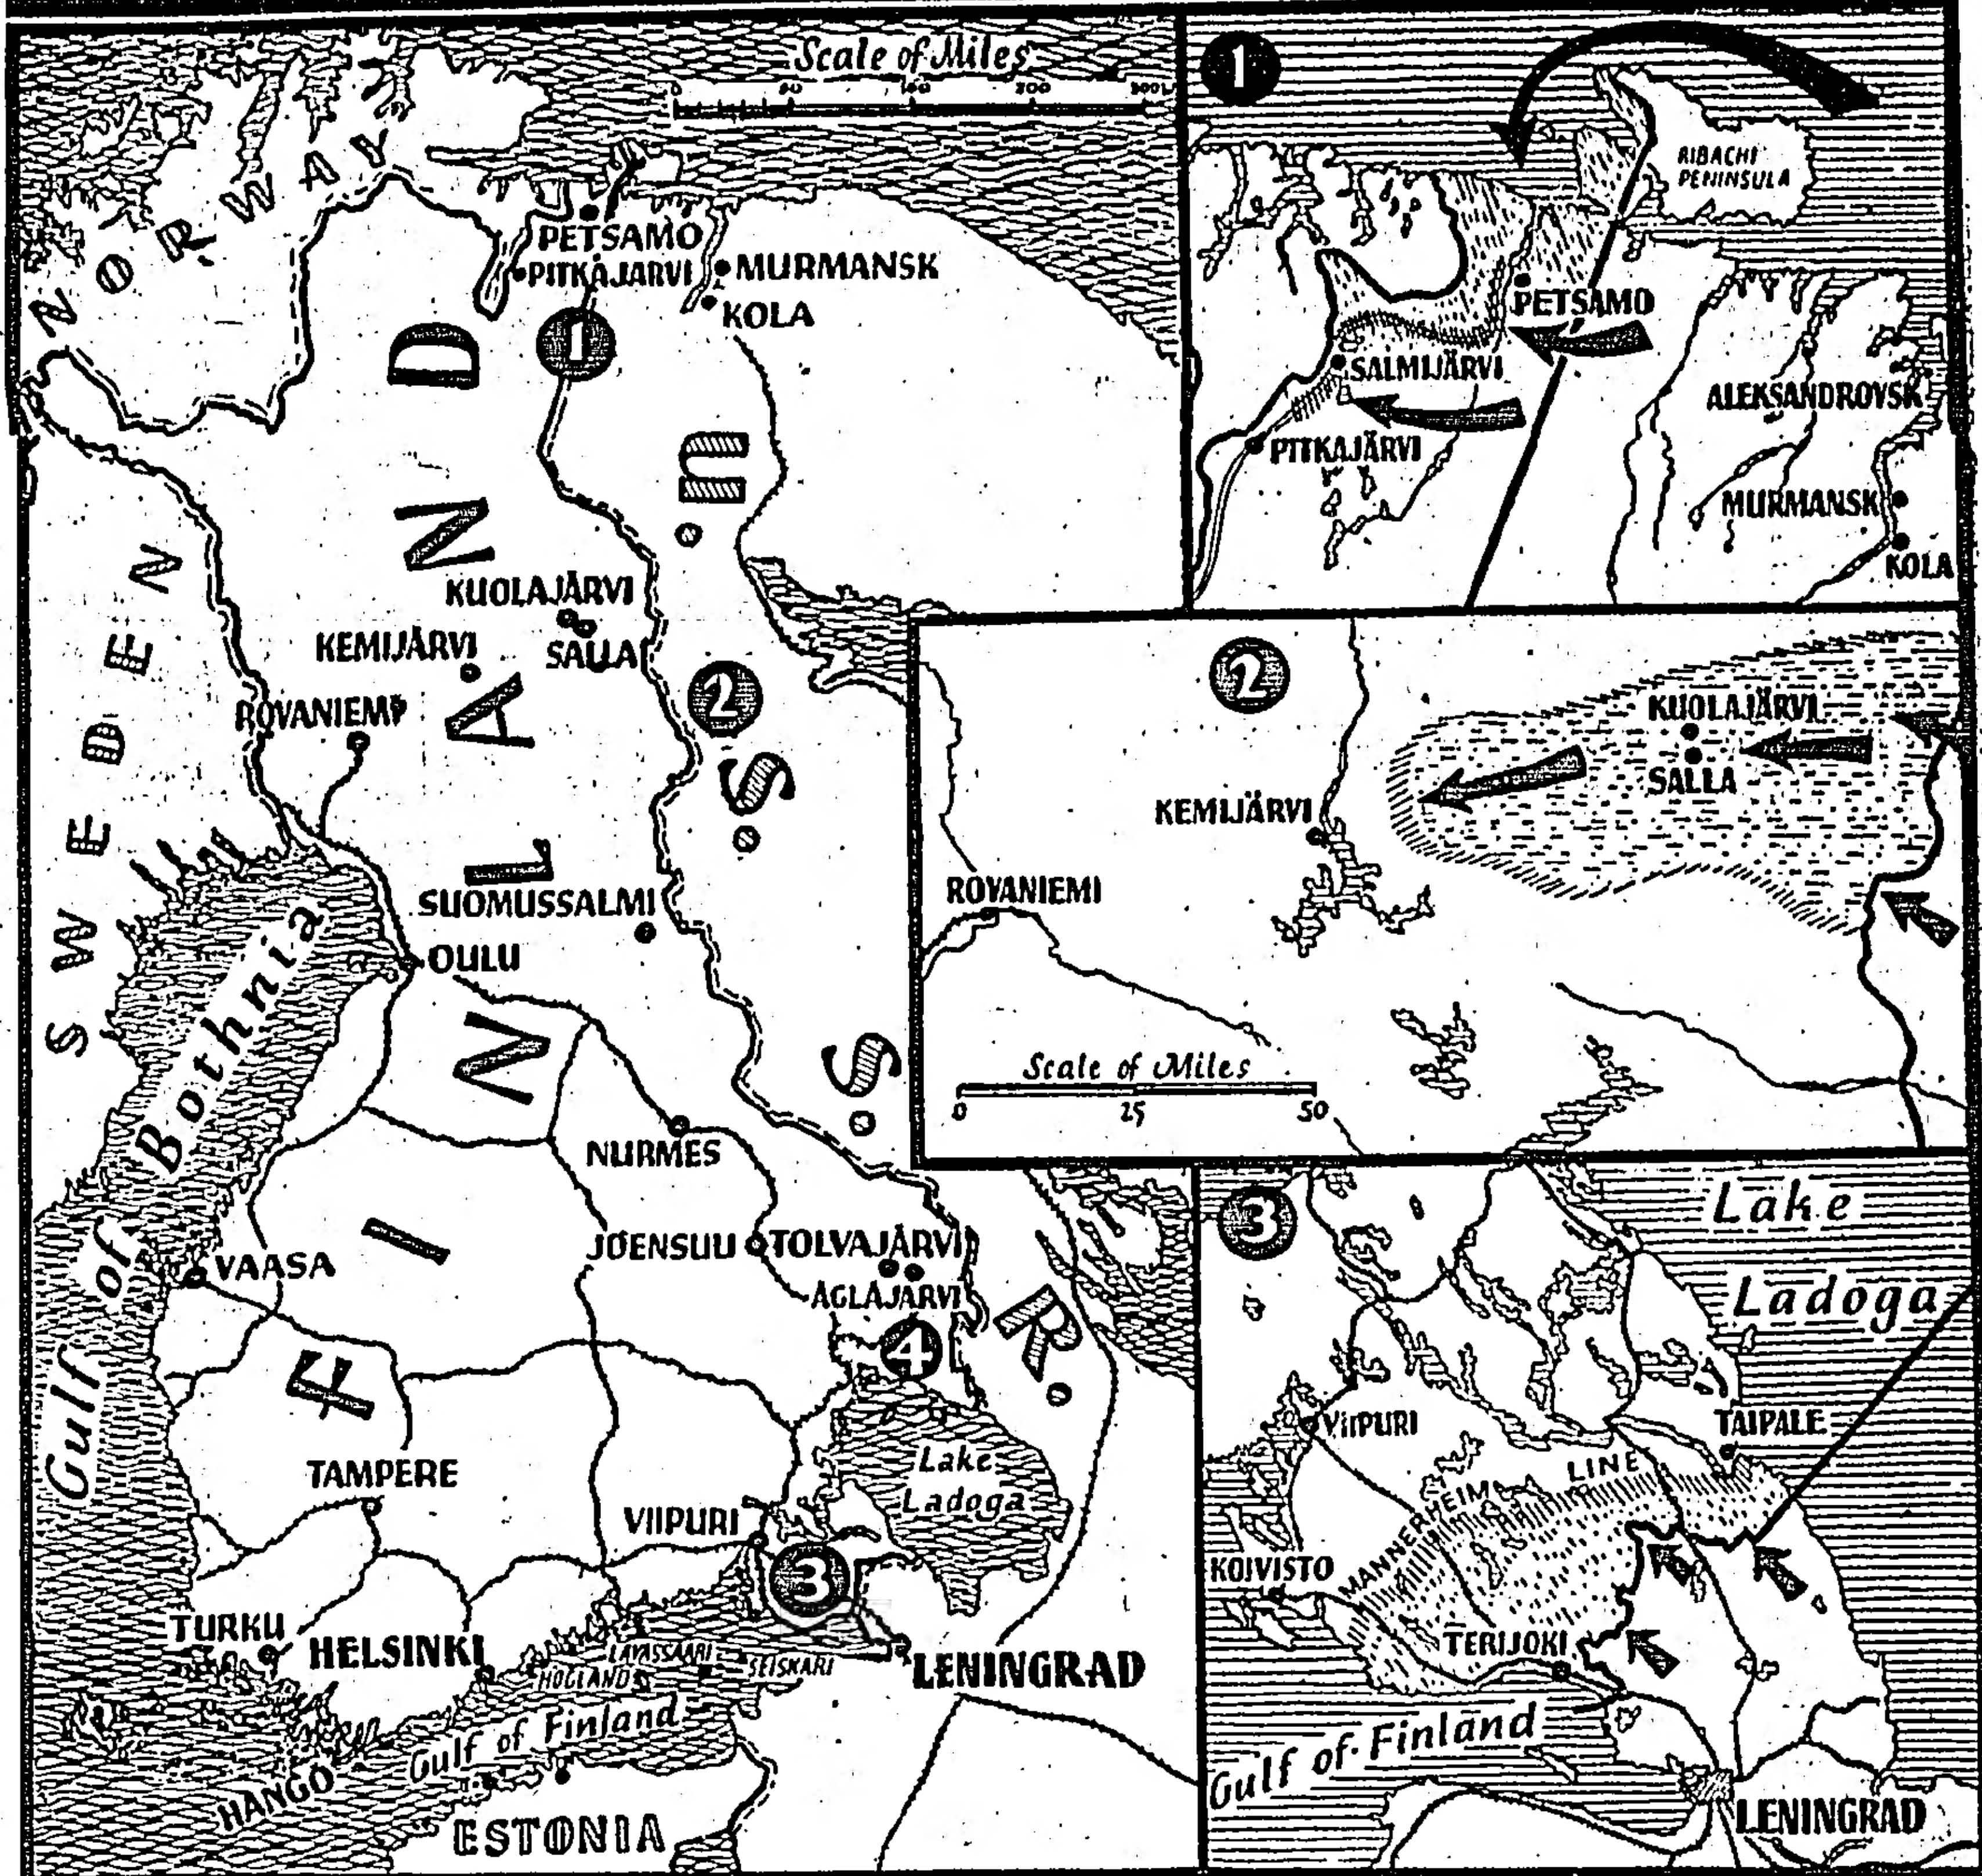 Scale of Miles
0 50 100 200 300
NORWAY
PETSAMO
PITKÄJÄRVI
MURMANSK
KOLA
1
FINLAND
U.S.S.R.
SWEDEN
KUOLAJÄRVI
KEMIJÄRVI
SALLA
2
ROVANIEMI
SUOMUSSALMI
OULU
Gulf of Bothnia
NURMES
JOENSUU
TOLVAJÄRVI
AGLAJARVI
4
VAASA
TAMPERE
Lake
Ladoga
VIIPURI
3
TURKU
HELSINKI
LAVASSAARI
SEISKARI
HOGLAND
LENINGRAD
Gulf of Finland
HANGO
ESTONIA
1
RIBACHI
PENINSULA
PETSAMO
SALMIJÄRVI
ALEKSANDROVSK
PITKAJÄRVI
MURMANSK
KOLA
2
KUOLAJÄRVI
SALLA
KEMIJÄRVI
ROVANIEMI
Scale of Miles
0 25 50
3
Lake
Ladoga
VIIPURI
TAIPALE
MANNERHEIM LINE
KOIVISTO
TERIJOKI
Gulf of Finland
LENINGRAD